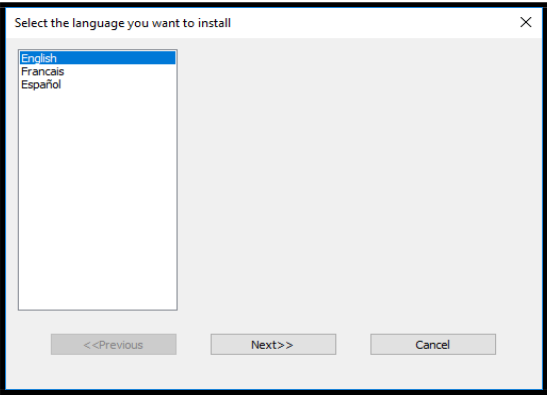 Select the language you want to install
English
Francais
Español
<<Previous
Next>>
Cancel